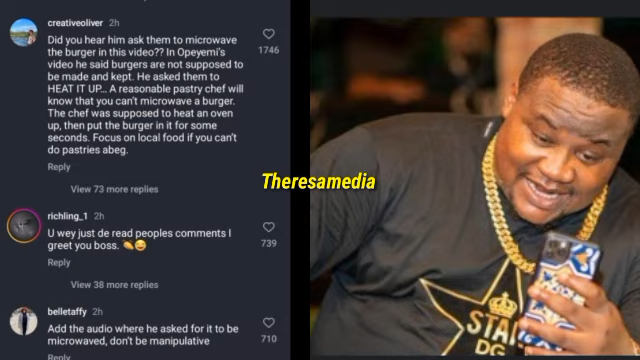 creativeoliver 2h
Did you hear him ask them to microwave
the burger in this video?? In Opeyemi's
video he said burgers are not supposed to
be made and kept. He asked them to
HEAT IT UP... A reasonable pastry chef will
know that you can't microwave a burger.
The chef was supposed to heat an oven
up, then put the burger in it for some
seconds. Focus on local food if you can't
do pastries abeg.
1746
Reply
View 73 more replies
Theresamedia
richling_1 2h
U wey just de read peoples comments I
greet you boss. 💊😂
739
Reply
View 38 more replies
belletaffy 2h
Add the audio where he asked for it to be
microwaved, don't be manipulative
710
Reply
STA
DG